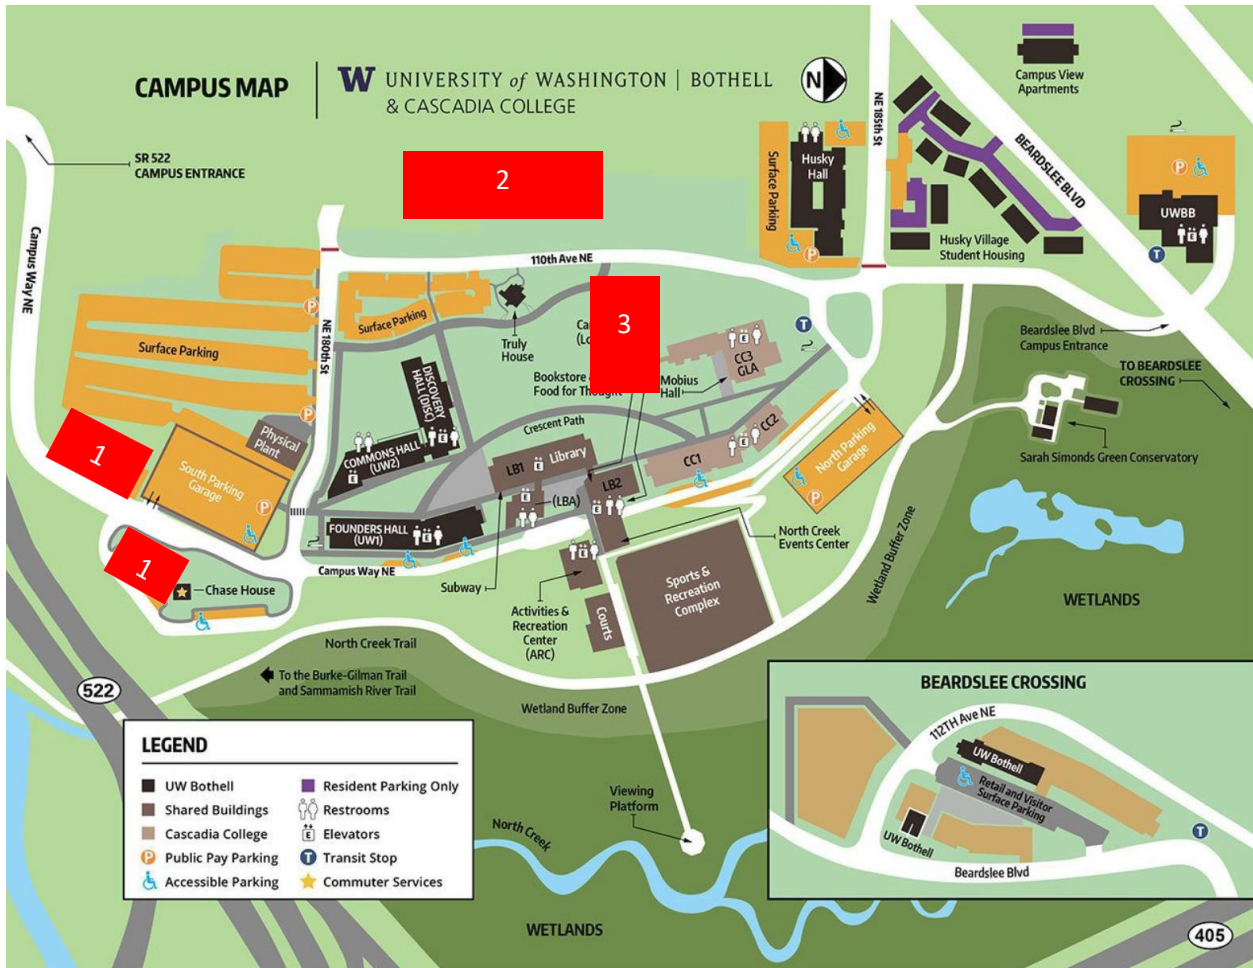 CAMPUS MAP
W UNIVERSITY of WASHINGTON | BOTHELL
& CASCADIA COLLEGE
N
Campus View
Apartments
SR 522
CAMPUS ENTRANCE
2
NE 185th St
BEARDSLEE BLVD
Surface Parking
Husky
Hall
P
P
UWBB
E
T
Husky Village
Student Housing
Campus Way NE
110th Ave NE
NE 180th St
P
Surface Parking
Surface Parking
Truly
House
3
Ca
(Lo
T
E
CC3
GLA
Beardslee Blvd
Campus Entrance
TO BEARDSLEE
CROSSING
Bookstore
Food for Thought
Mobius
Hall
DISCOVERY
HALL (DISC)
E
P
Physical
Plant
Crescent Path
COMMONS HALL
(UW2)
E
CC2
E
CC1
North Parking
Garage
P
Sarah Simonds Green Conservatory
1
South Parking
Garage
P
LB1
E
Library
LB2
E
(LBA)
E
FOUNDERS HALL
(UW1)
E
North Creek
Events Center
Wetland Buffer Zone
1
Chase House
Campus Way NE
Subway
E
Activities &
Recreation
Center
(ARC)
Courts
Sports &
Recreation
Complex
WETLANDS
North Creek Trail
To the Burke-Gilman Trail
and Sammamish River Trail
522
Wetland Buffer Zone
LEGEND
UW Bothell
Shared Buildings
Cascadia College
P Public Pay Parking
Accessible Parking
Resident Parking Only
Restrooms
E Elevators
T Transit Stop
Commuter Services
Viewing
Platform
North Creek
WETLANDS
BEARDSLEE CROSSING
112TH Ave NE
UW Bothell
Retail and Visitor
Surface Parking
UW Bothell
T
Beardslee Blvd
405